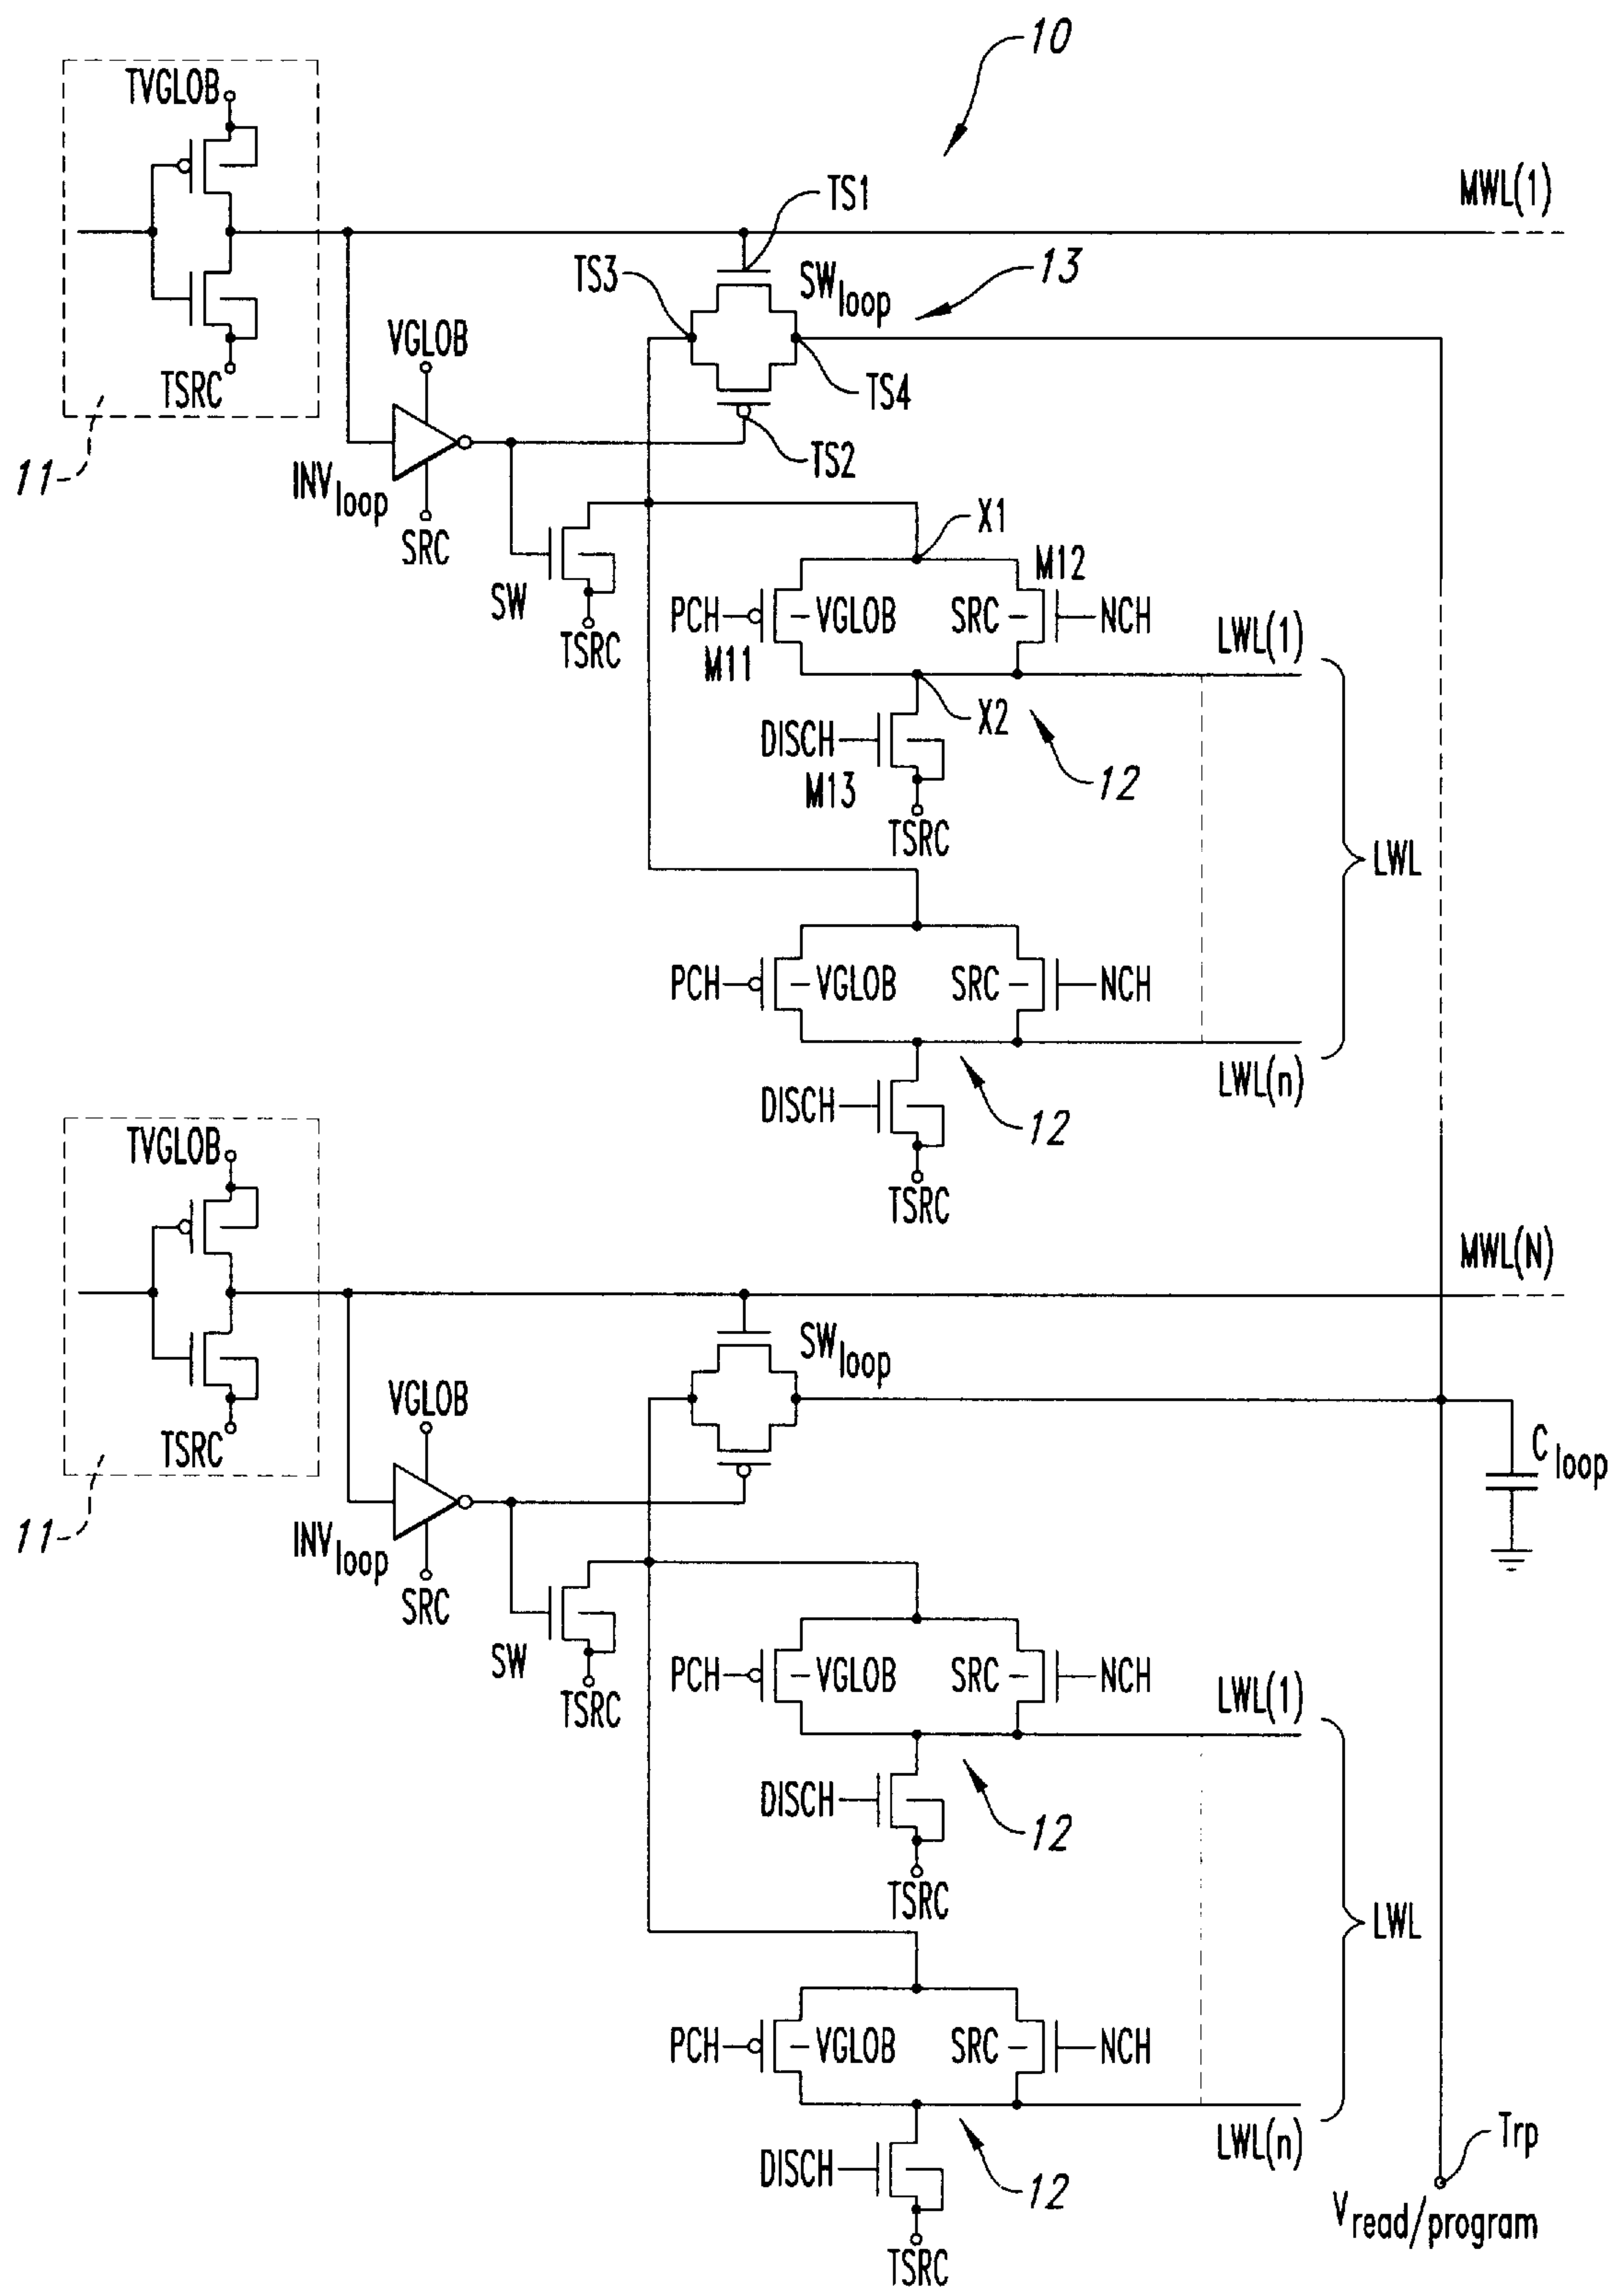 10
TVGLOB
TS1
MWL(1)
TS3
SWloop
13
VGLOB
TSRC
TS4
11
INVloop
TS2
SRC
X1
SW
M12
PCH
VGLOB
SRC
NCH
TSRC
LWL(1)
M11
X2
DISCH
12
M13
TSRC
LWL
PCH
VGLOB
SRC
NCH
LWL(n)
DISCH
12
TVGLOB
TSRC
MWL(N)
SWloop
VGLOB
TSRC
Cloop
11
INVloop
SRC
SW
PCH
VGLOB
SRC
NCH
LWL(1)
TSRC
DISCH
12
TSRC
LWL
PCH
VGLOB
SRC
NCH
LWL(n)
Trp
DISCH
12
Vread/program
TSRC